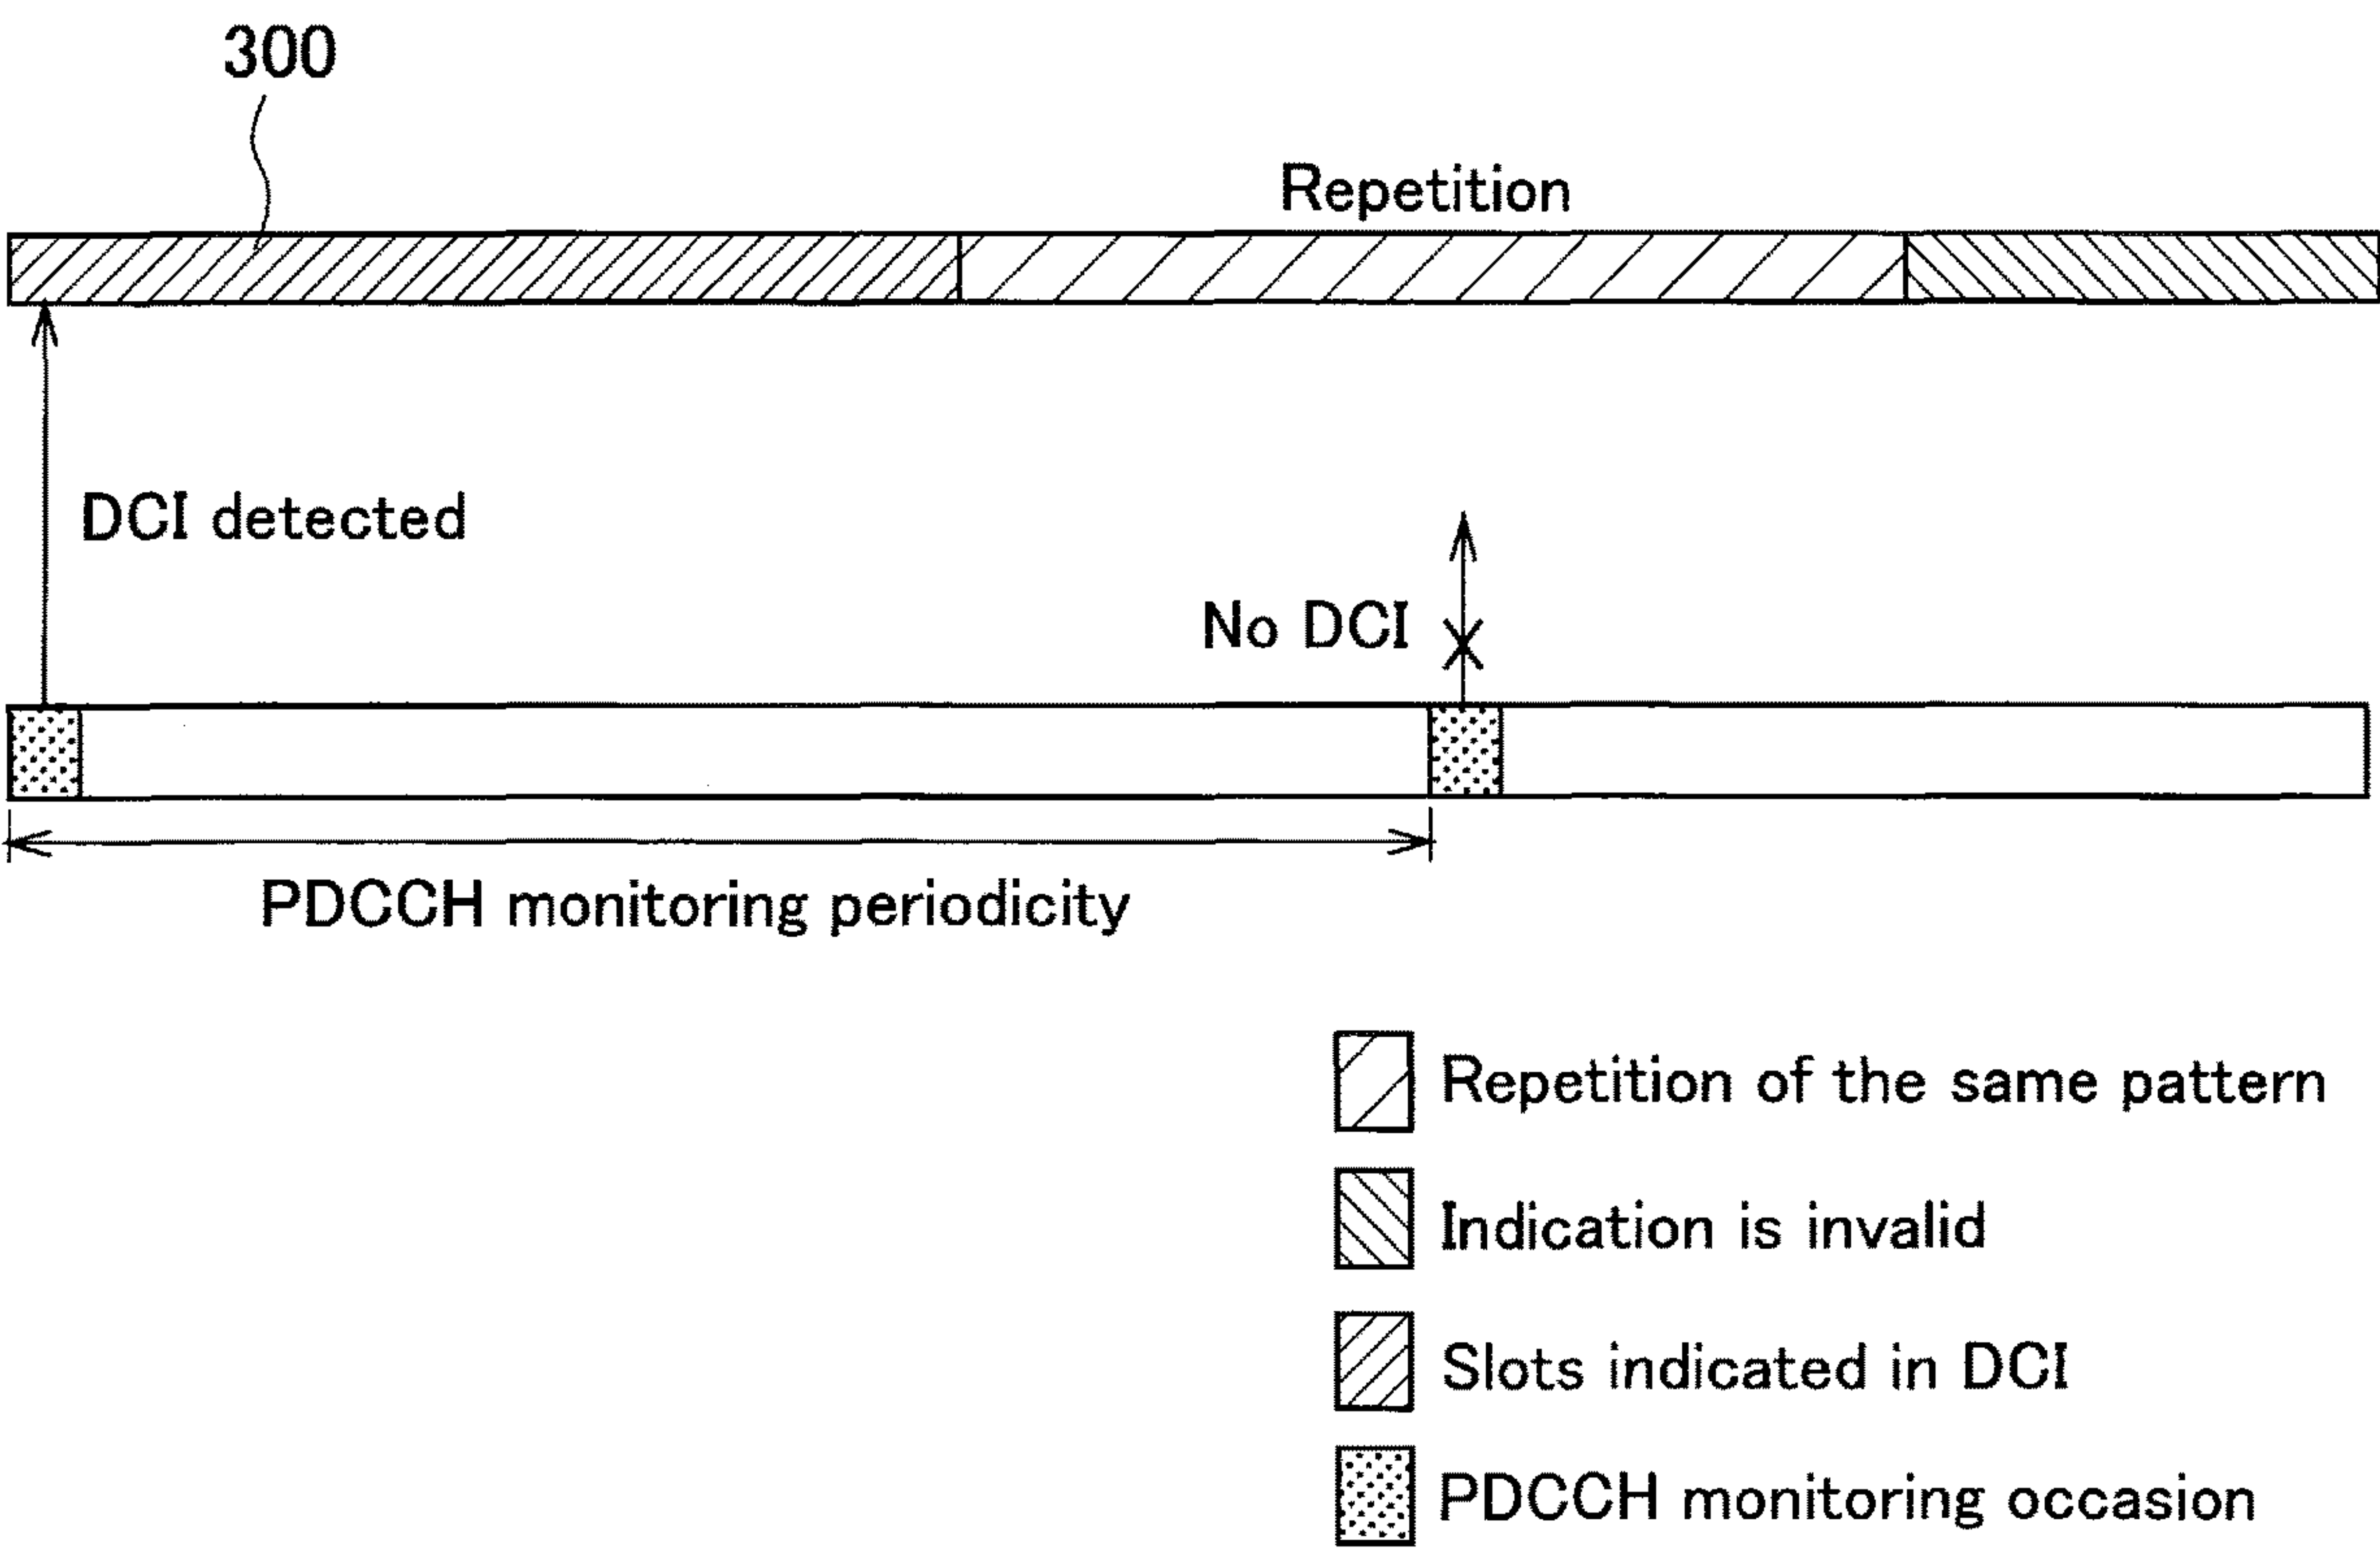 300
Repetition
DCI detected
No DCI
PDCCH monitoring periodicity
Repetition of the same pattern
Indication is invalid
Slots indicated in DCI
PDCCH monitoring occasion